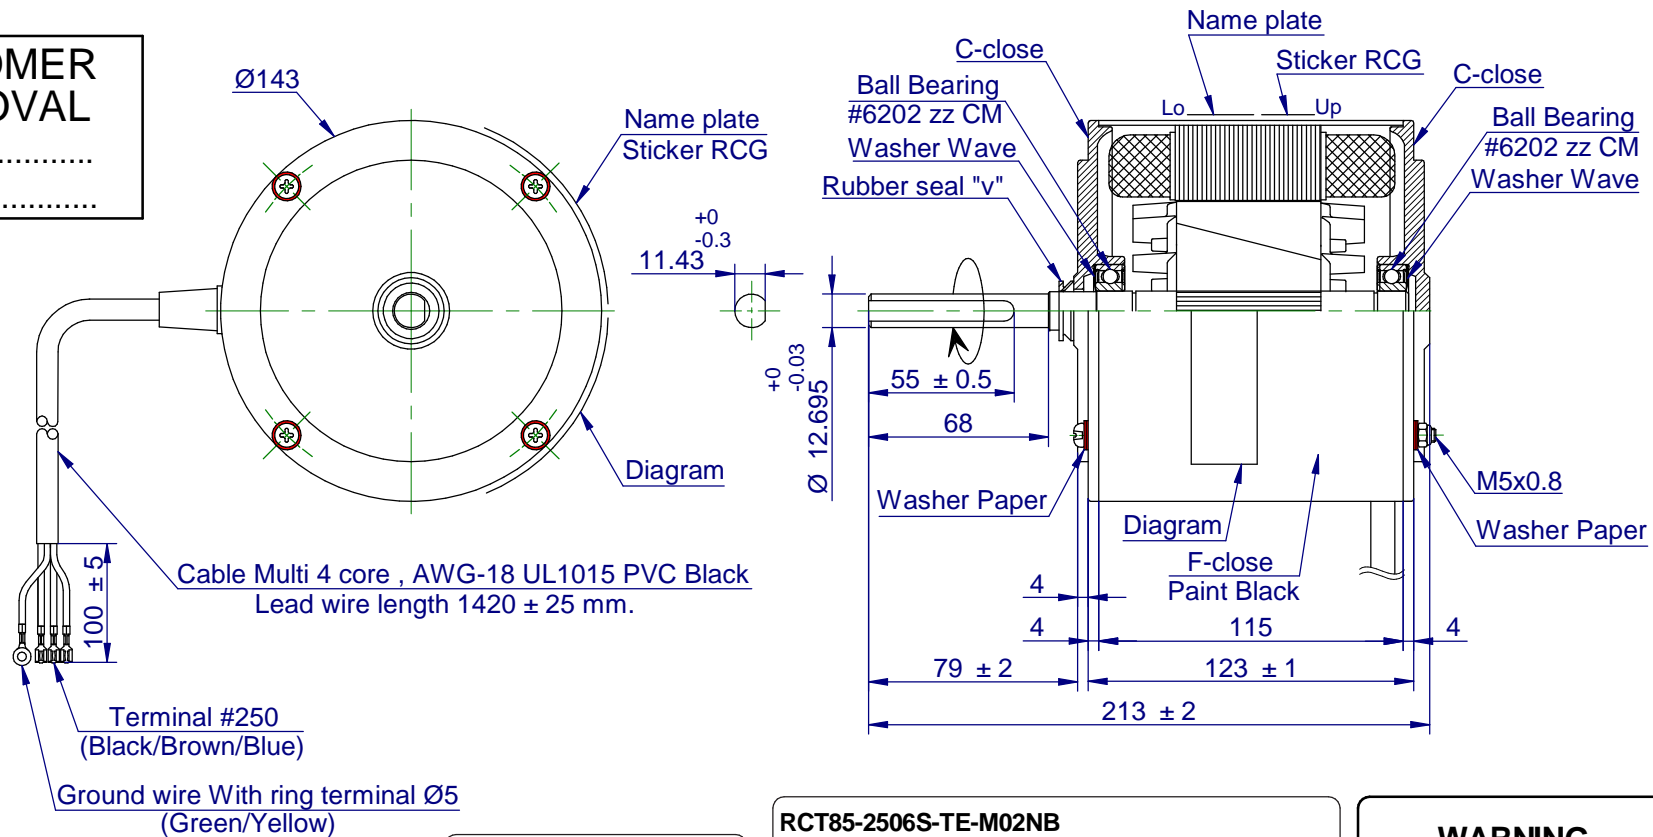 OMER
OVAL
............
............
Ø143
Name plate
Sticker RCG
+0
-0.3
11.43
Diagram
Cable Multi 4 core , AWG-18 UL1015 PVC Black
Lead wire length 1420 ± 25 mm.
100 ± 5
Terminal #250
(Black/Brown/Blue)
Ground wire With ring terminal Ø5
(Green/Yellow)
Name plate
C-close
Sticker RCG
C-close
Ball Bearing
#6202 zz CM
Lo
Up
Ball Bearing
#6202 zz CM
Washer Wave
Washer Wave
Rubber seal "v"
+0
-0.03
Ø 12.695
55 ± 0.5
68
Washer Paper
Diagram
F-close
Paint Black
M5x0.8
Washer Paper
4
4
115
4
79 ± 2
123 ± 1
213 ± 2
RCT85-2506S-TE-M02NB